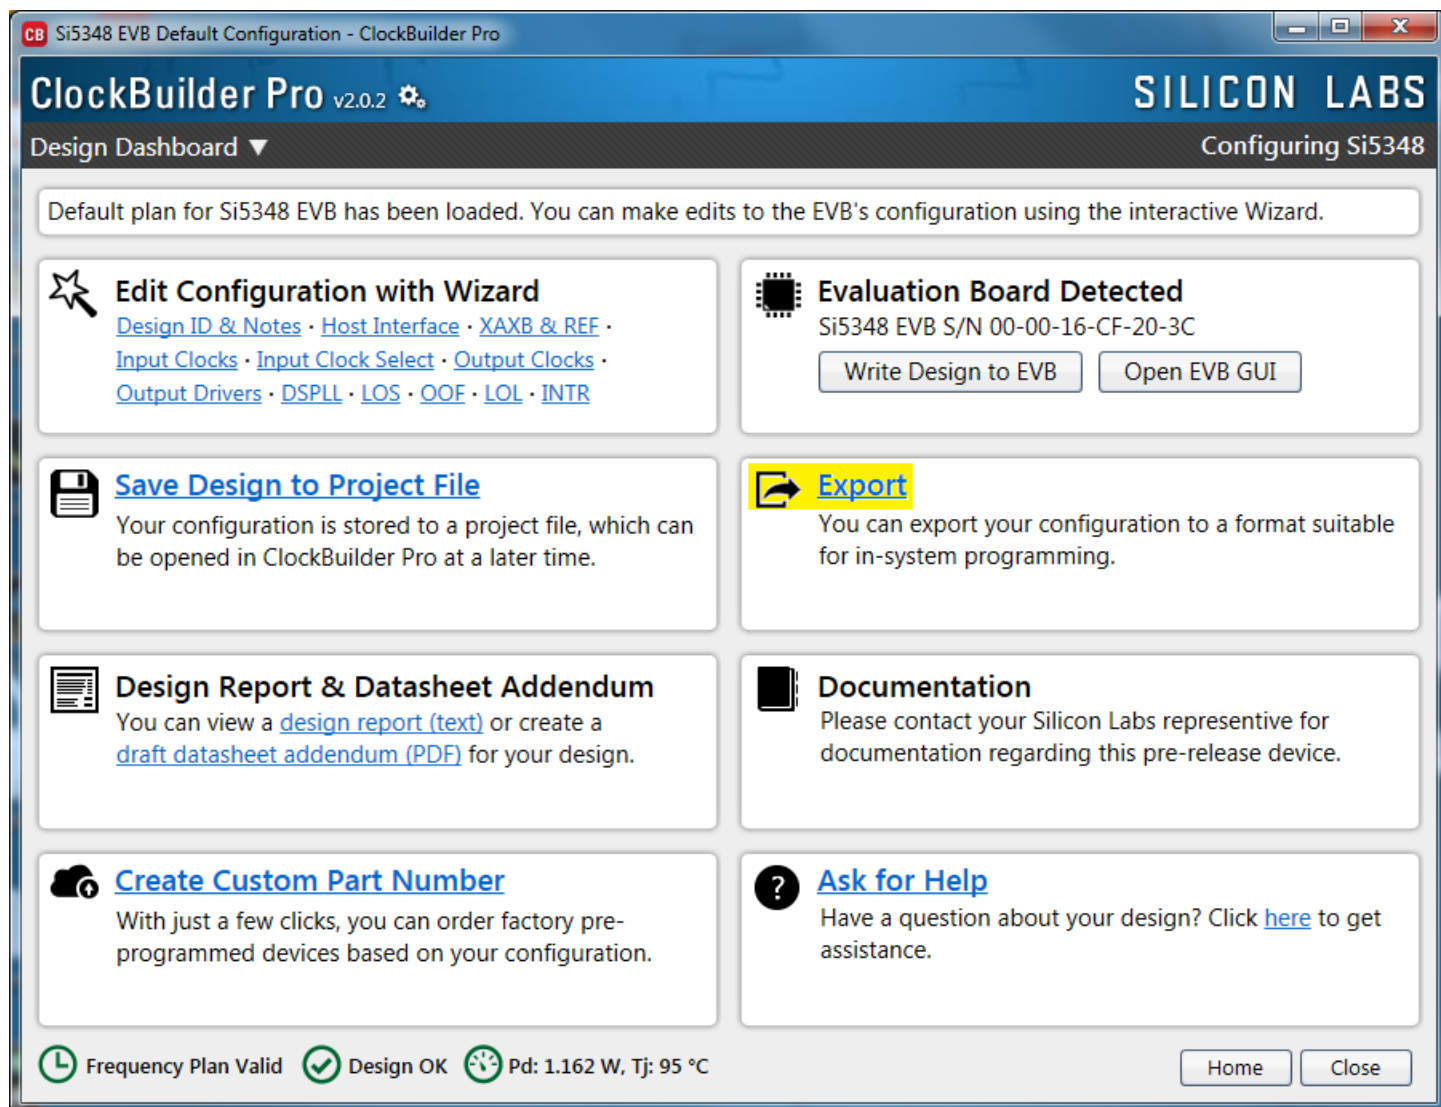 CB Si5348 EVB Default Configuration - ClockBuilder Pro
ClockBuilder Pro v2.0.2
SILICON LABS
Design Dashboard ▼
Configuring Si5348
Default plan for Si5348 EVB has been loaded. You can make edits to the EVB's configuration using the interactive Wizard.
Edit Configuration with Wizard
Design ID & Notes · Host Interface · XAXB & REF ·
Input Clocks · Input Clock Select · Output Clocks ·
Output Drivers · DSPLL · LOS · OOF · LOL · INTR
Evaluation Board Detected
Si5348 EVB S/N 00-00-16-CF-20-3C
Write Design to EVB
Open EVB GUI
Save Design to Project File
Your configuration is stored to a project file, which can
be opened in ClockBuilder Pro at a later time.
Export
You can export your configuration to a format suitable
for in-system programming.
Design Report & Datasheet Addendum
You can view a design report (text) or create a
draft datasheet addendum (PDF) for your design.
Documentation
Please contact your Silicon Labs representive for
documentation regarding this pre-release device.
Create Custom Part Number
With just a few clicks, you can order factory pre-
programmed devices based on your configuration.
Ask for Help
Have a question about your design? Click here to get
assistance.
Frequency Plan Valid
Design OK
Pd: 1.162 W, Tj: 95 °C
Home
Close